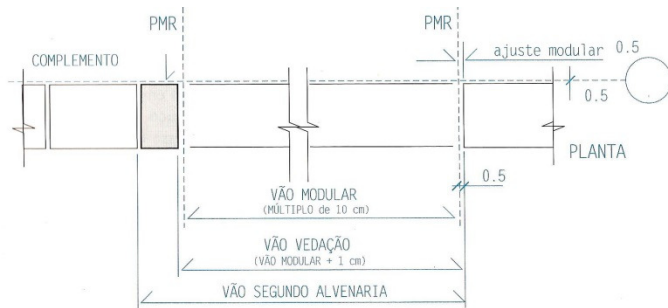 PMR
PMR
COMPLEMENTO
ajuste modular 0.5
0.5
PLANTA
0.5
VÃO MODULAR
(MÚLTIPLO de 10 cm)
VÃO VEDAÇÃO
(VÃO MODULAR + 1 cm)
VÃO SEGUNDO ALVENARIA